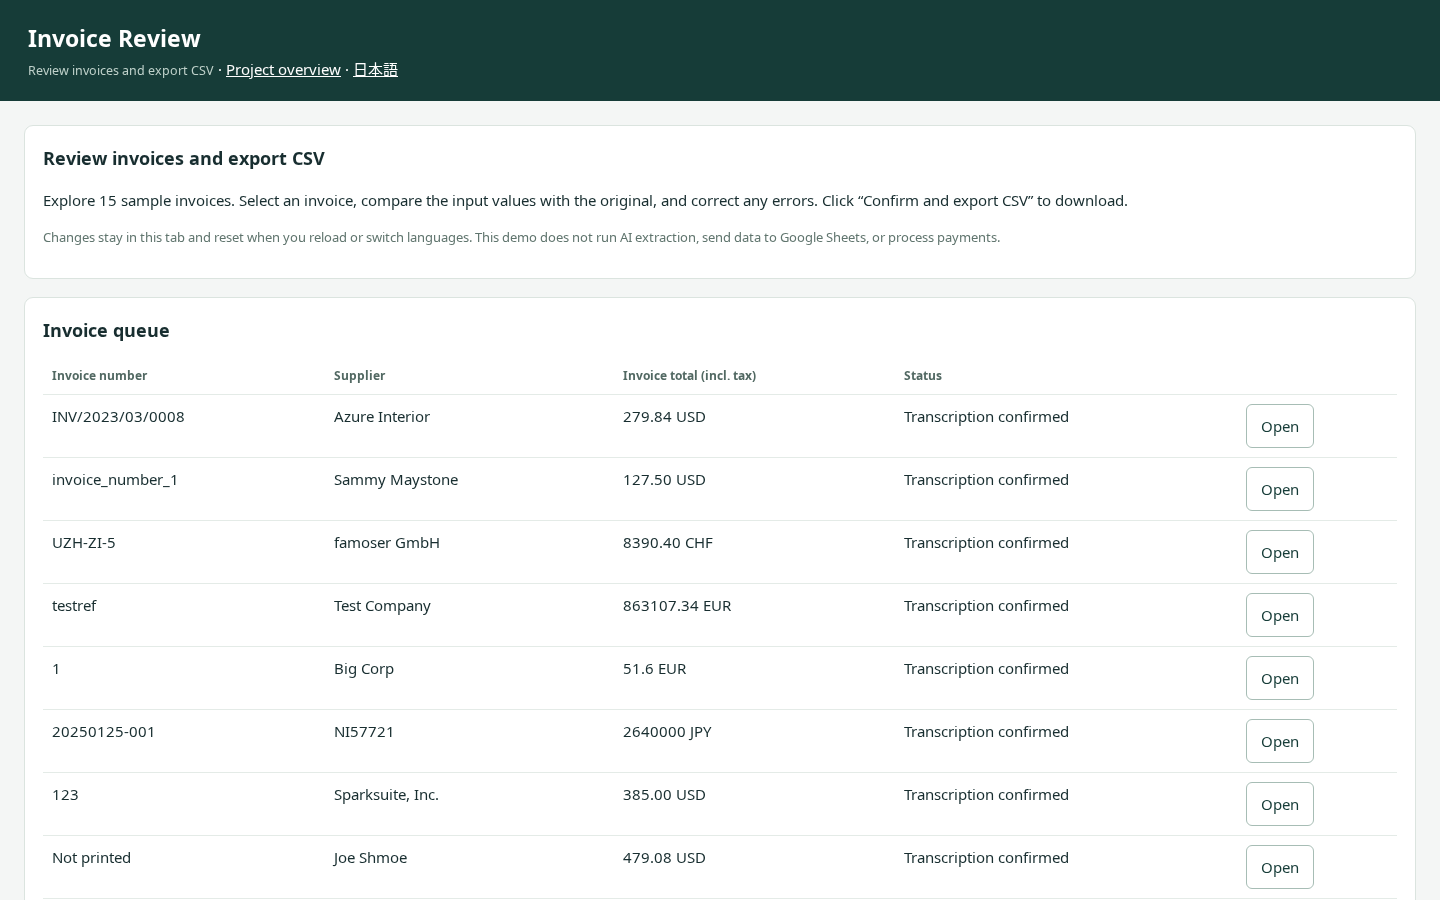 Invoice Review
Review invoices and export CSV · Project overview · 日本語
Review invoices and export CSV
Explore 15 sample invoices. Select an invoice, compare the input values with the original, and correct any errors. Click “Confirm and export CSV” to download.
Changes stay in this tab and reset when you reload or switch languages. This demo does not run AI extraction, send data to Google Sheets, or process payments.
Invoice queue
Invoice number Supplier Invoice total (incl. tax) Status
INV/2023/03/0008 Azure Interior 279.84 USD Transcription confirmed Open
invoice_number_1 Sammy Maystone 127.50 USD Transcription confirmed Open
UZH-ZI-5 famoser GmbH 8390.40 CHF Transcription confirmed Open
testref Test Company 863107.34 EUR Transcription confirmed Open
1 Big Corp 51.6 EUR Transcription confirmed Open
20250125-001 NI57721 2640000 JPY Transcription confirmed Open
123 Sparksuite, Inc. 385.00 USD Transcription confirmed Open
Not printed Joe Shmoe 479.08 USD Transcription confirmed Open